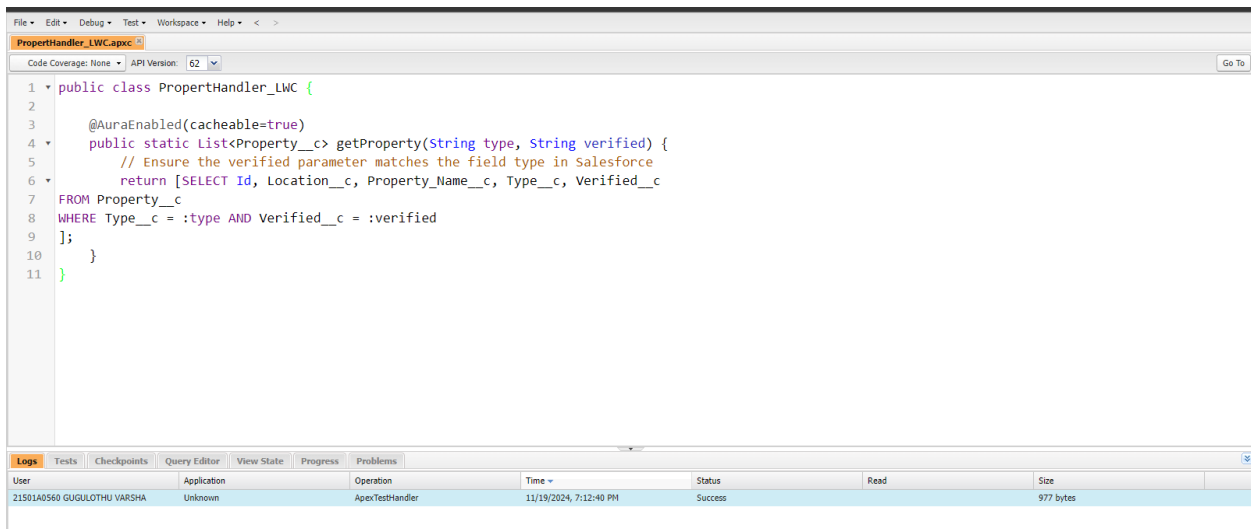 File Edit Debug Test Workspace Help < >
PropertHandler_LWC.apxc
Code Coverage: None API Version: 62 Go To
1 public class PropertHandler_LWC {
2
3 @AuraEnabled(cacheable=true)
4 public static List<Property__c> getProperty(String type, String verified) {
5 // Ensure the verified parameter matches the field type in Salesforce
6 return [SELECT Id, Location__c, Property_Name__c, Type__c, Verified__c
7 FROM Property__c
8 WHERE Type__c = :type AND Verified__c = :verified
9 ];
10 }
11 }
Logs Tests Checkpoints Query Editor View State Progress Problems
User Application Operation Time Status Read Size
21501A0560 GUGULOTHU VARSHA Unknown ApexTestHandler 11/19/2024, 7:12:40 PM Success 977 bytes